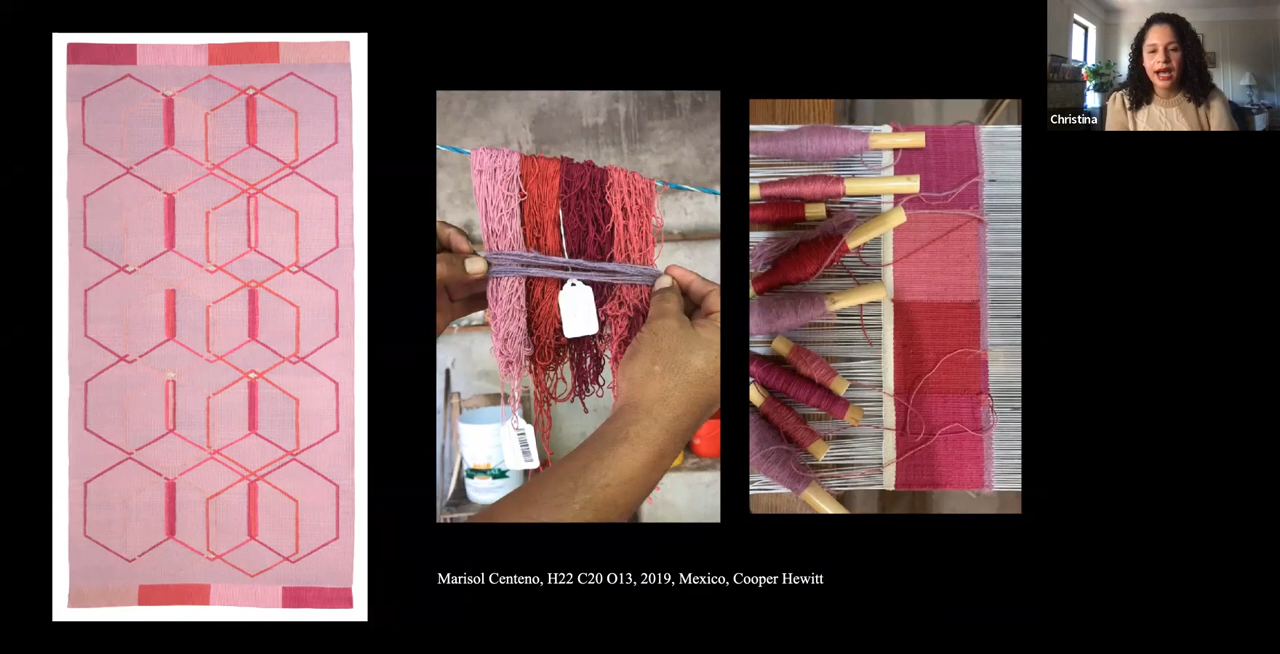 Christina
Marisol Centeno, H22 C20 O13, 2019, Mexico, Cooper Hewitt